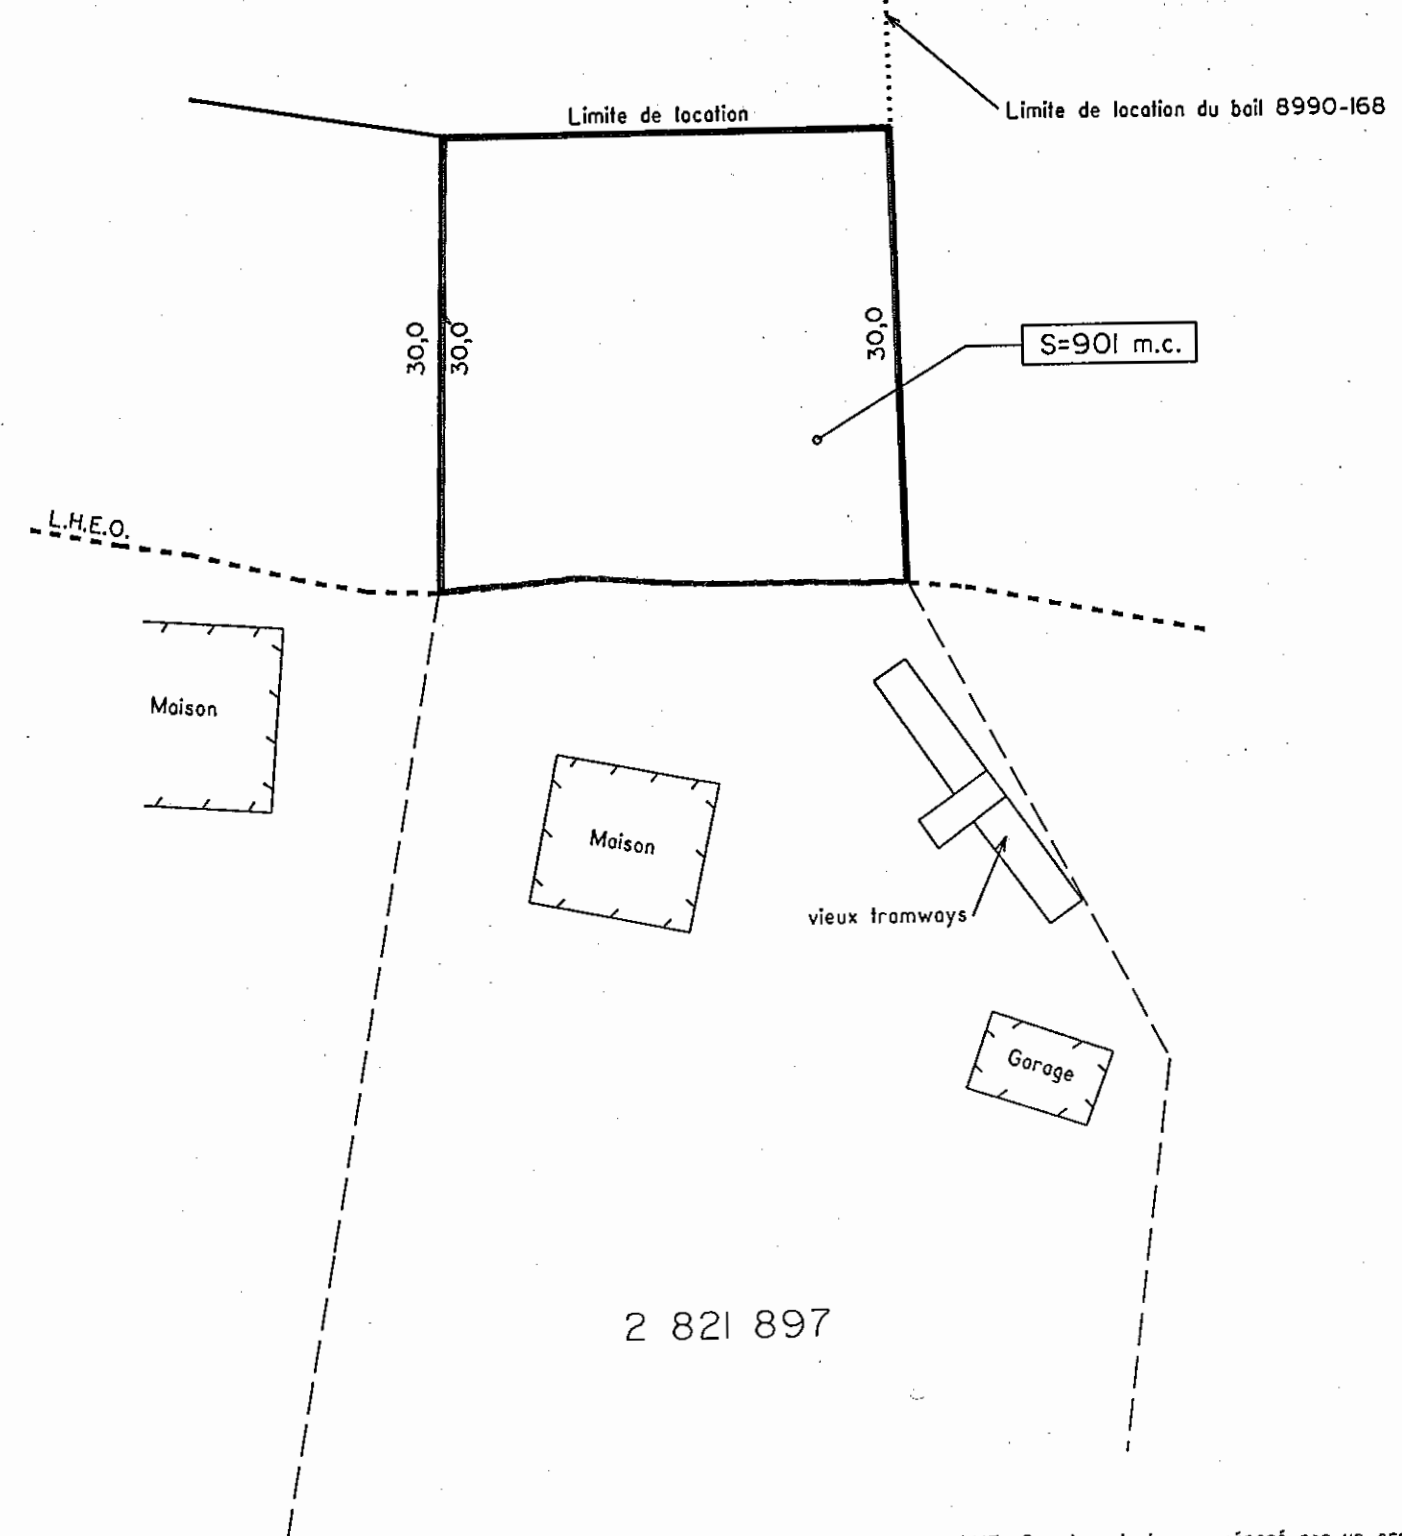 Limite de location
Limite de location du bail 8990-168
30,0
30,0
30,0
S=901 m.c.
L.H.E.O.
Maison
Maison
vieux tramways
Garage
2 821 897